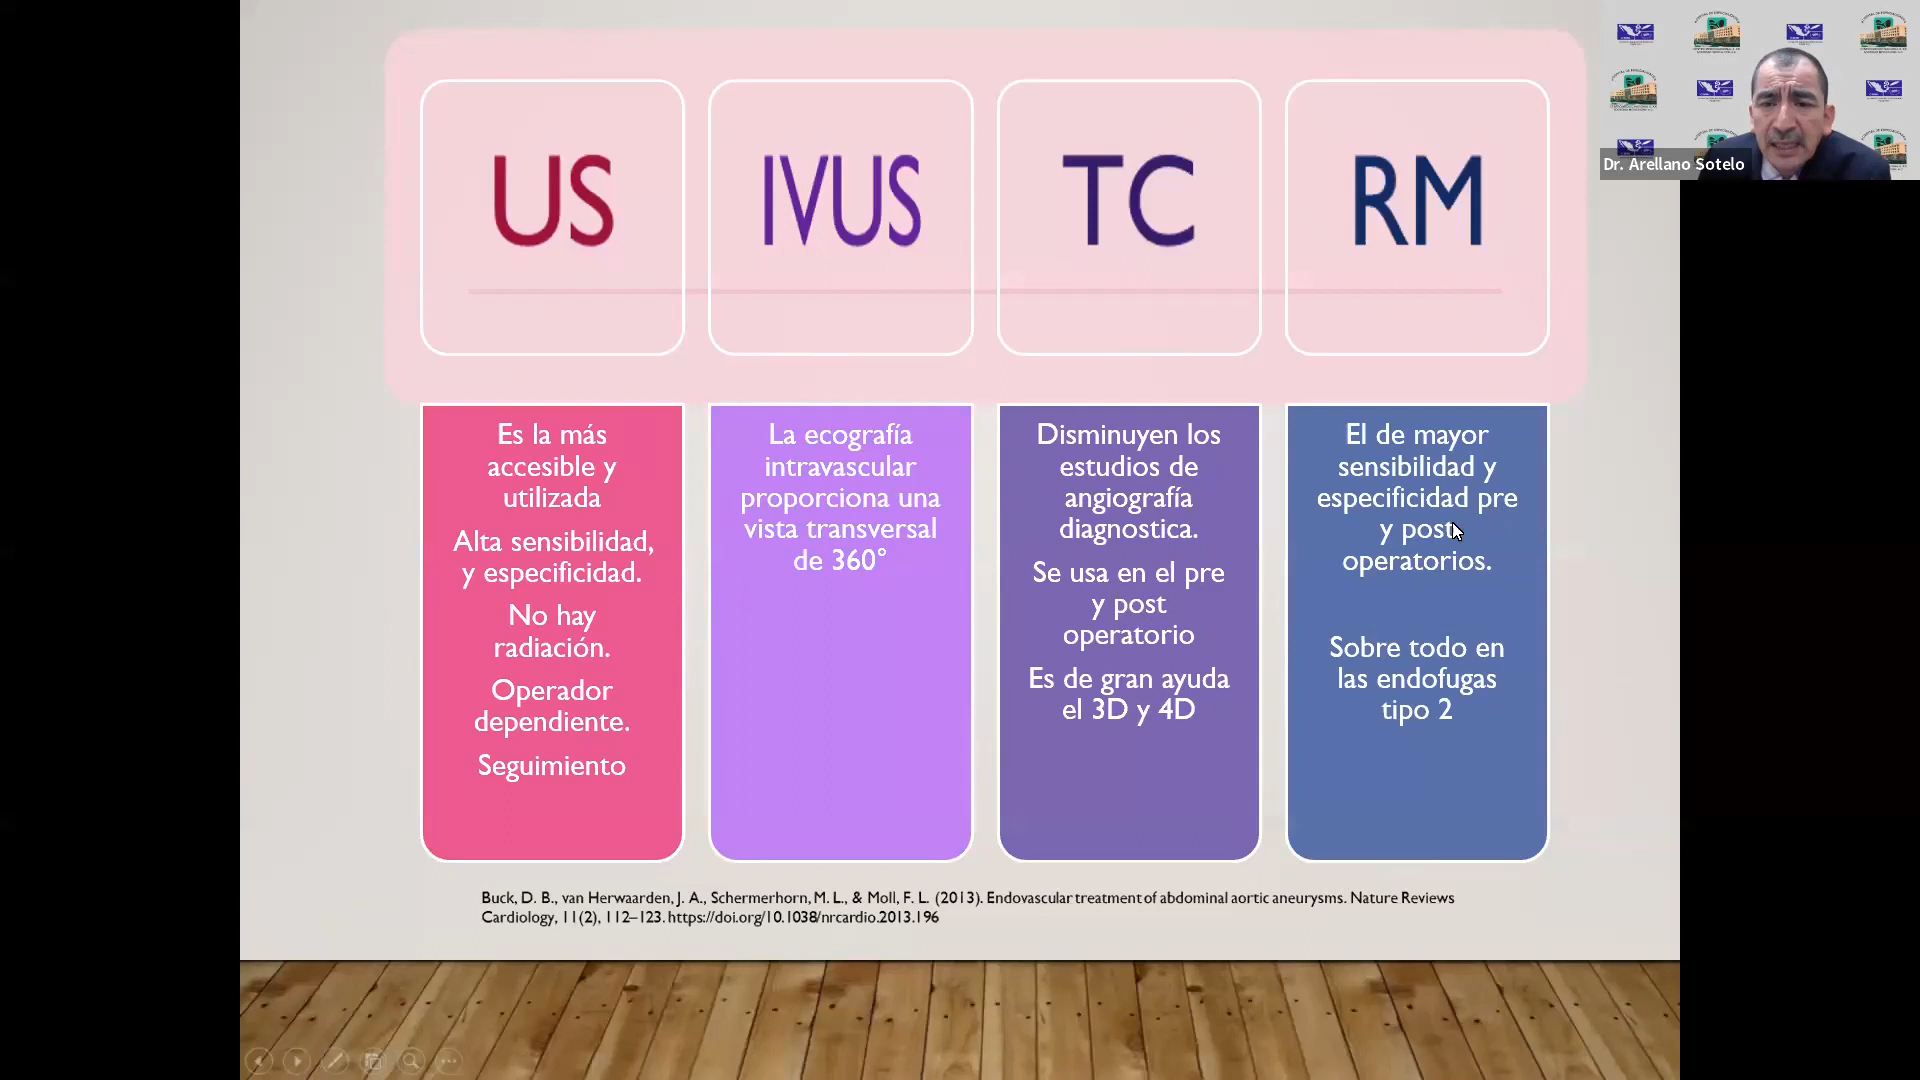 US
IVUS
TC
RM
Es la más
accesible y
utilizada
Alta sensibilidad,
y especificidad.
No hay
radiación.
Operador
dependiente.
Seguimiento
La ecografía
intravascular
proporciona una
vista transversal
de 360°
Disminuyen los
estudios de
angiografía
diagnostica.
Se usa en el pre
y post
operatorio
Es de gran ayuda
el 3D y 4D
El de mayor
sensibilidad y
especificidad pre
y post
operatorios.
Sobre todo en
las endofugas
tipo 2
Buck, D. B., van Herwaarden, J. A., Schermerhorn, M. L., & Moll, F. L. (2013). Endovascular treatment of abdominal aortic aneurysms. Nature Reviews
Cardiology, 11(2), 112–123. https://doi.org/10.1038/nrcardio.2013.196
Dr. Arellano Sotelo